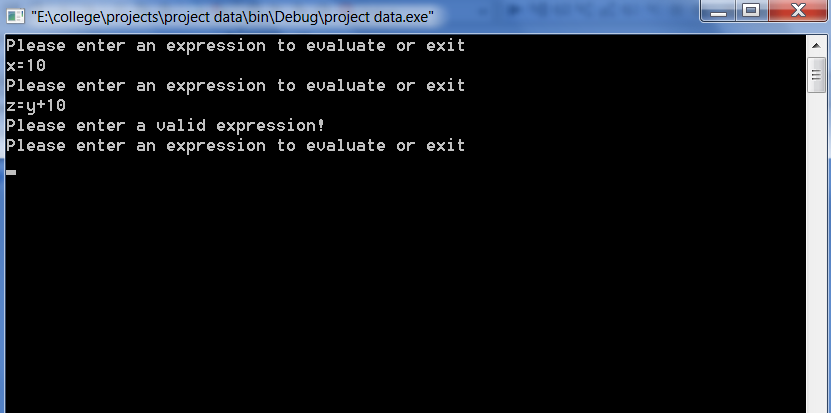 "E:\college\projects\project data\bin\Debug\project data.exe"
Please enter an expression to evaluate or exit
x=10
Please enter an expression to evaluate or exit
z=y+10
Please enter a valid expression!
Please enter an expression to evaluate or exit